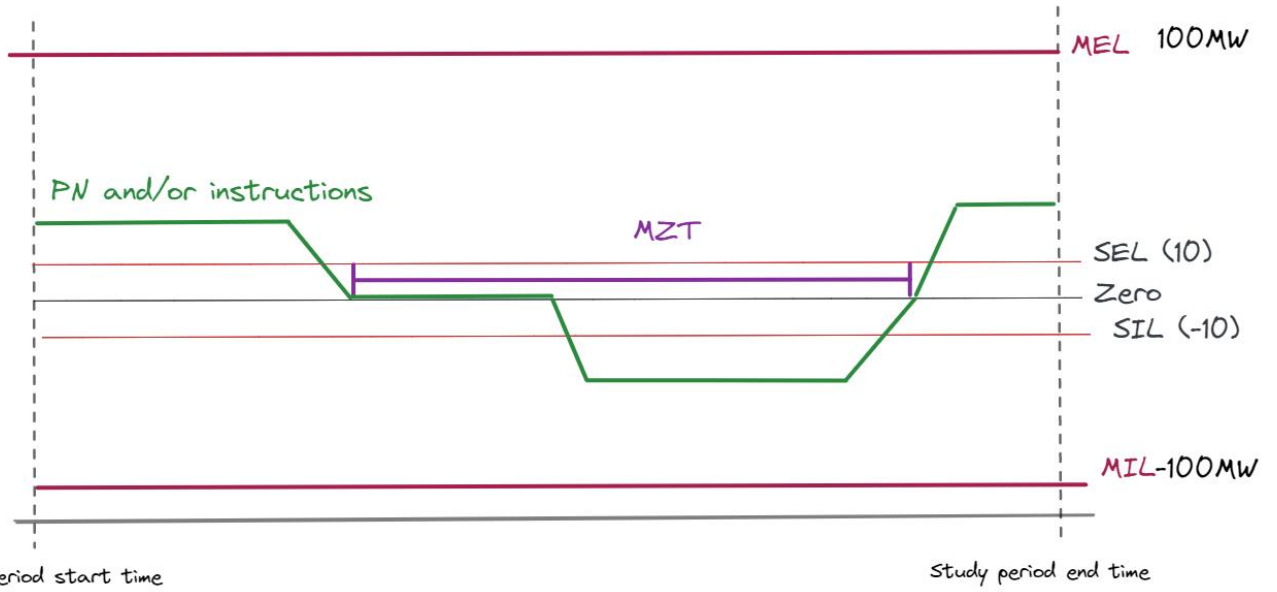 MEL 100MW
PN and/or instructions
MZT
SEL (10)
Zero
SIL (-10)
MIL-100MW
eriod start time
Study period end time